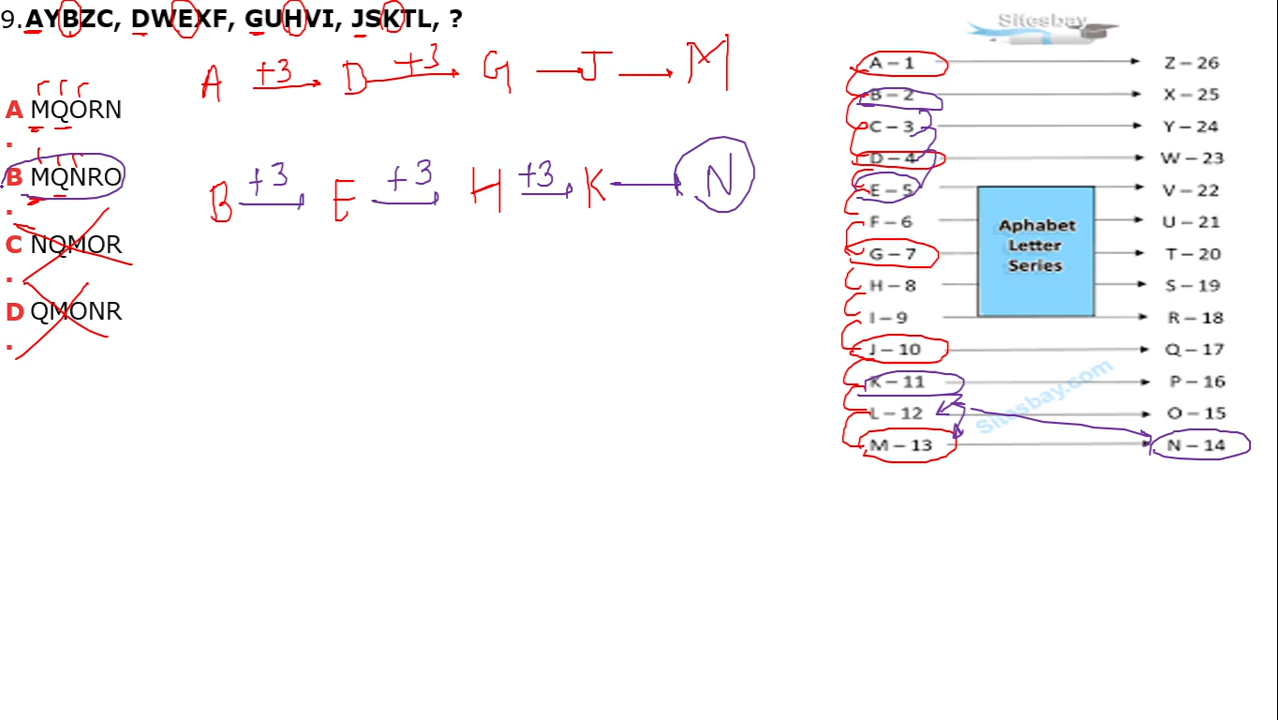 9. AYBZC, DWEXF, GUHVI, JSKTL, ?
A +3 D +3 G J M
A MQORN
.
B MQNRO
.
B +3 E +3 H +3 K N
C NQMOR
.
D QMONR
.
Sitesbay
A – 1 Z – 26
B – 2 X – 25
C – 3 Y – 24
D – 4 W – 23
E – 5 V – 22
F – 6 U – 21
G – 7 T – 20
H – 8 S – 19
I – 9 R – 18
J – 10 Q – 17
K – 11 P – 16
L – 12 O – 15
M – 13 N – 14
Aphabet
Letter
Series
Sitesbay.com